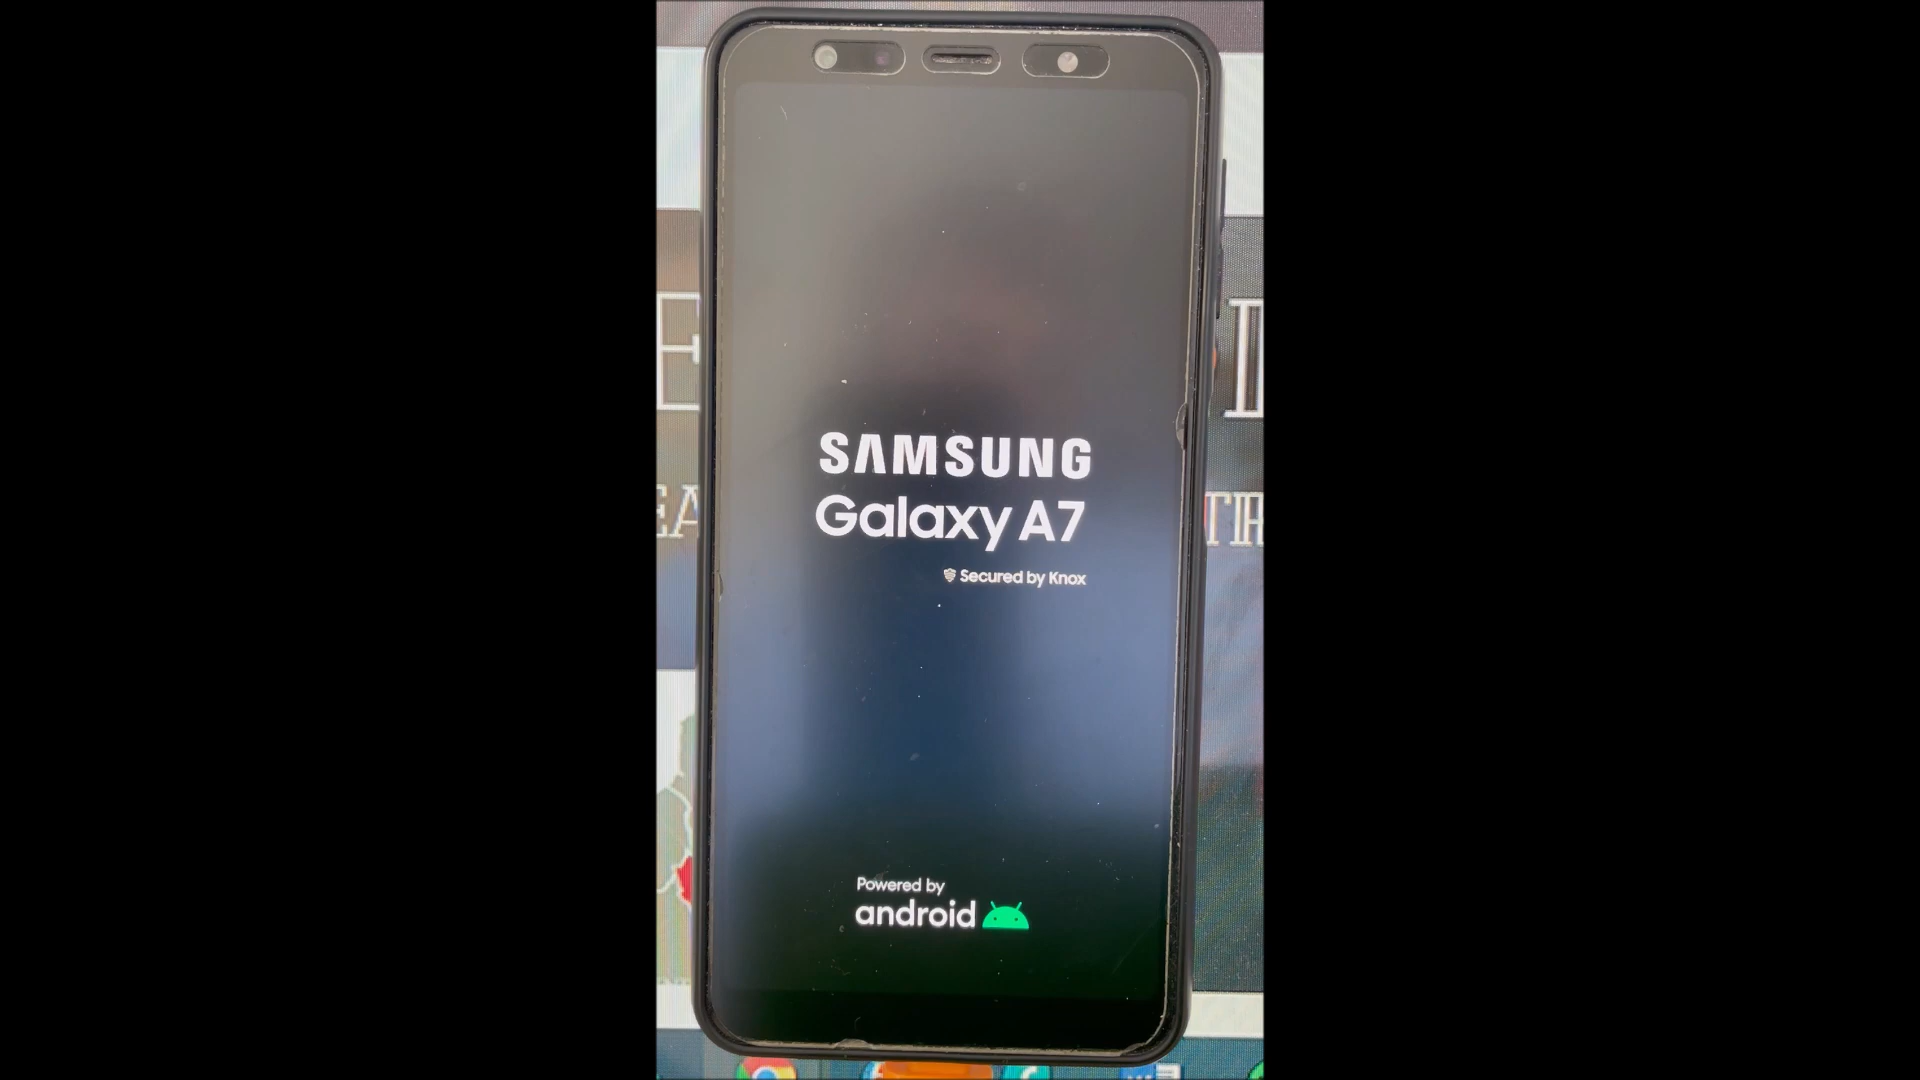 SAMSUNG
Galaxy A7
Secured by Knox
Powered by
android